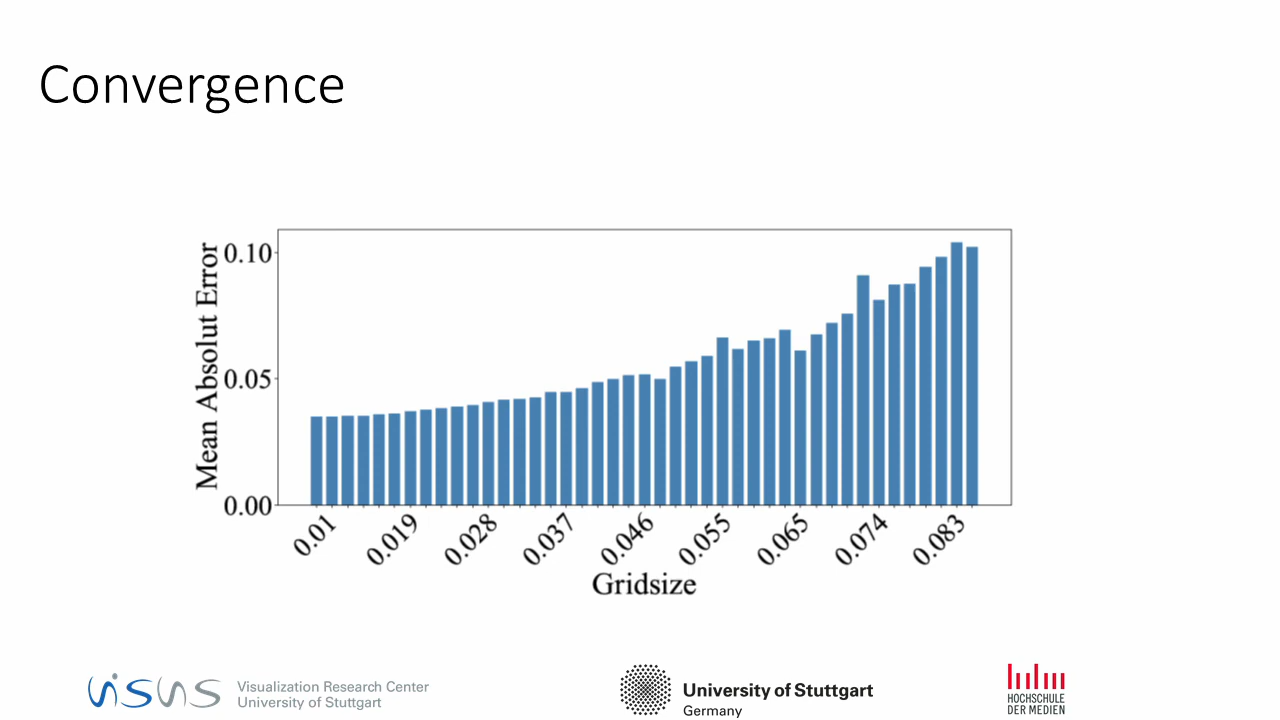 Convergence
Mean Absolut Error
0.10
0.05
0.00
0.01 0.019 0.028 0.037 0.046 0.055 0.065 0.074 0.083
Gridsize
VISUS
Visualization Research Center
University of Stuttgart
University of Stuttgart
Germany
HOCHSCHULE
DER MEDIEN